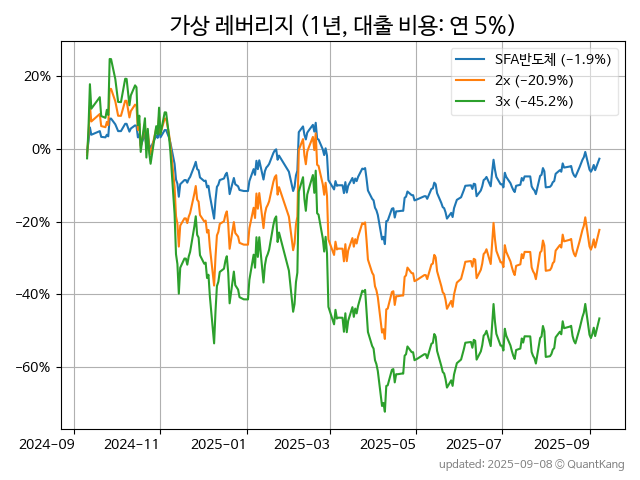 가상 레버리지 (1년, 대출 비용: 연 5%)
SFA반도체 (−1.9%)
2x (−20.9%)
3x (−45.2%)
20%
0%
−20%
−40%
−60%
2024-09 2024-11 2025-01 2025-03 2025-05 2025-07 2025-09
updated: 2025-09-08 © QuantKang